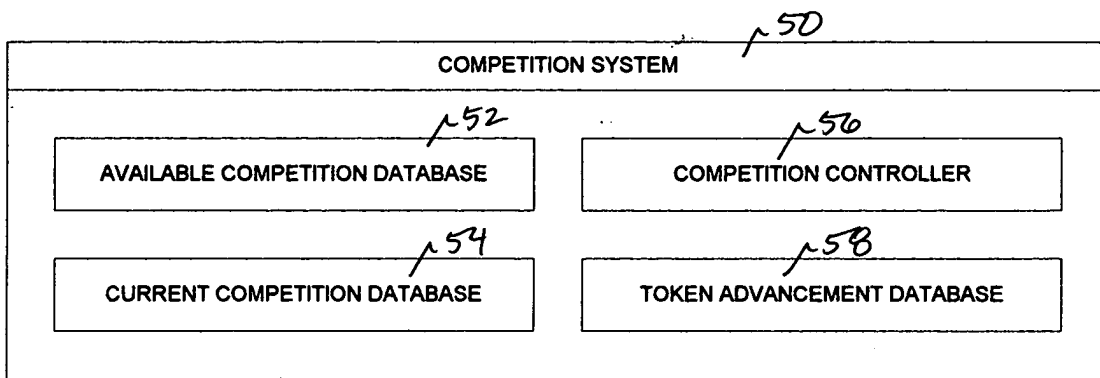 50
COMPETITION SYSTEM
52
56
AVAILABLE COMPETITION DATABASE
COMPETITION CONTROLLER
54
58
CURRENT COMPETITION DATABASE
TOKEN ADVANCEMENT DATABASE